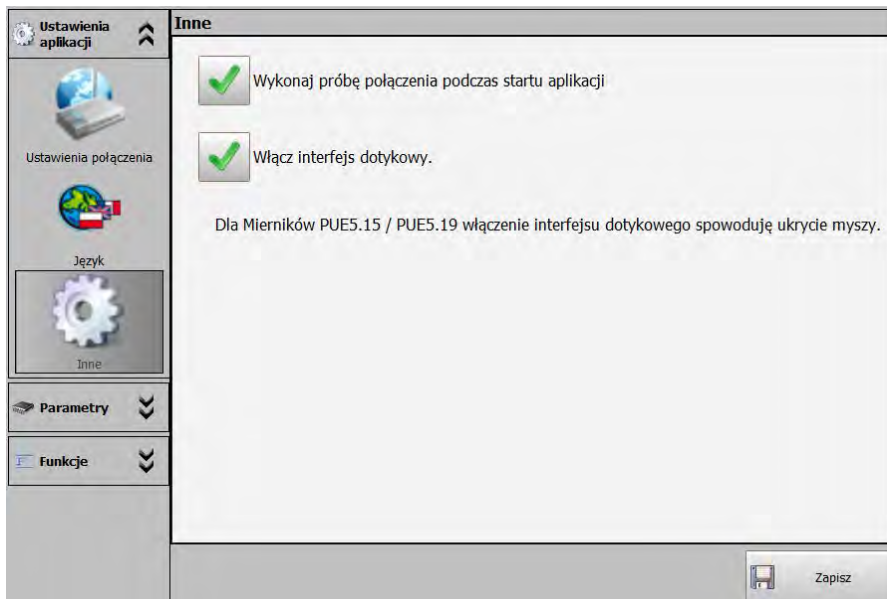 Ustawienia
aplikacji
Ustawienia połączenia
Język
Inne
Parametry
Funkcje
Inne
Wykonaj próbę połączenia podczas startu aplikacji
Włącz interfejs dotykowy.
Dla Mierników PUE5.15 / PUE5.19 włączenie interfejsu dotykowego spowoduję ukrycie myszy.
Zapisz